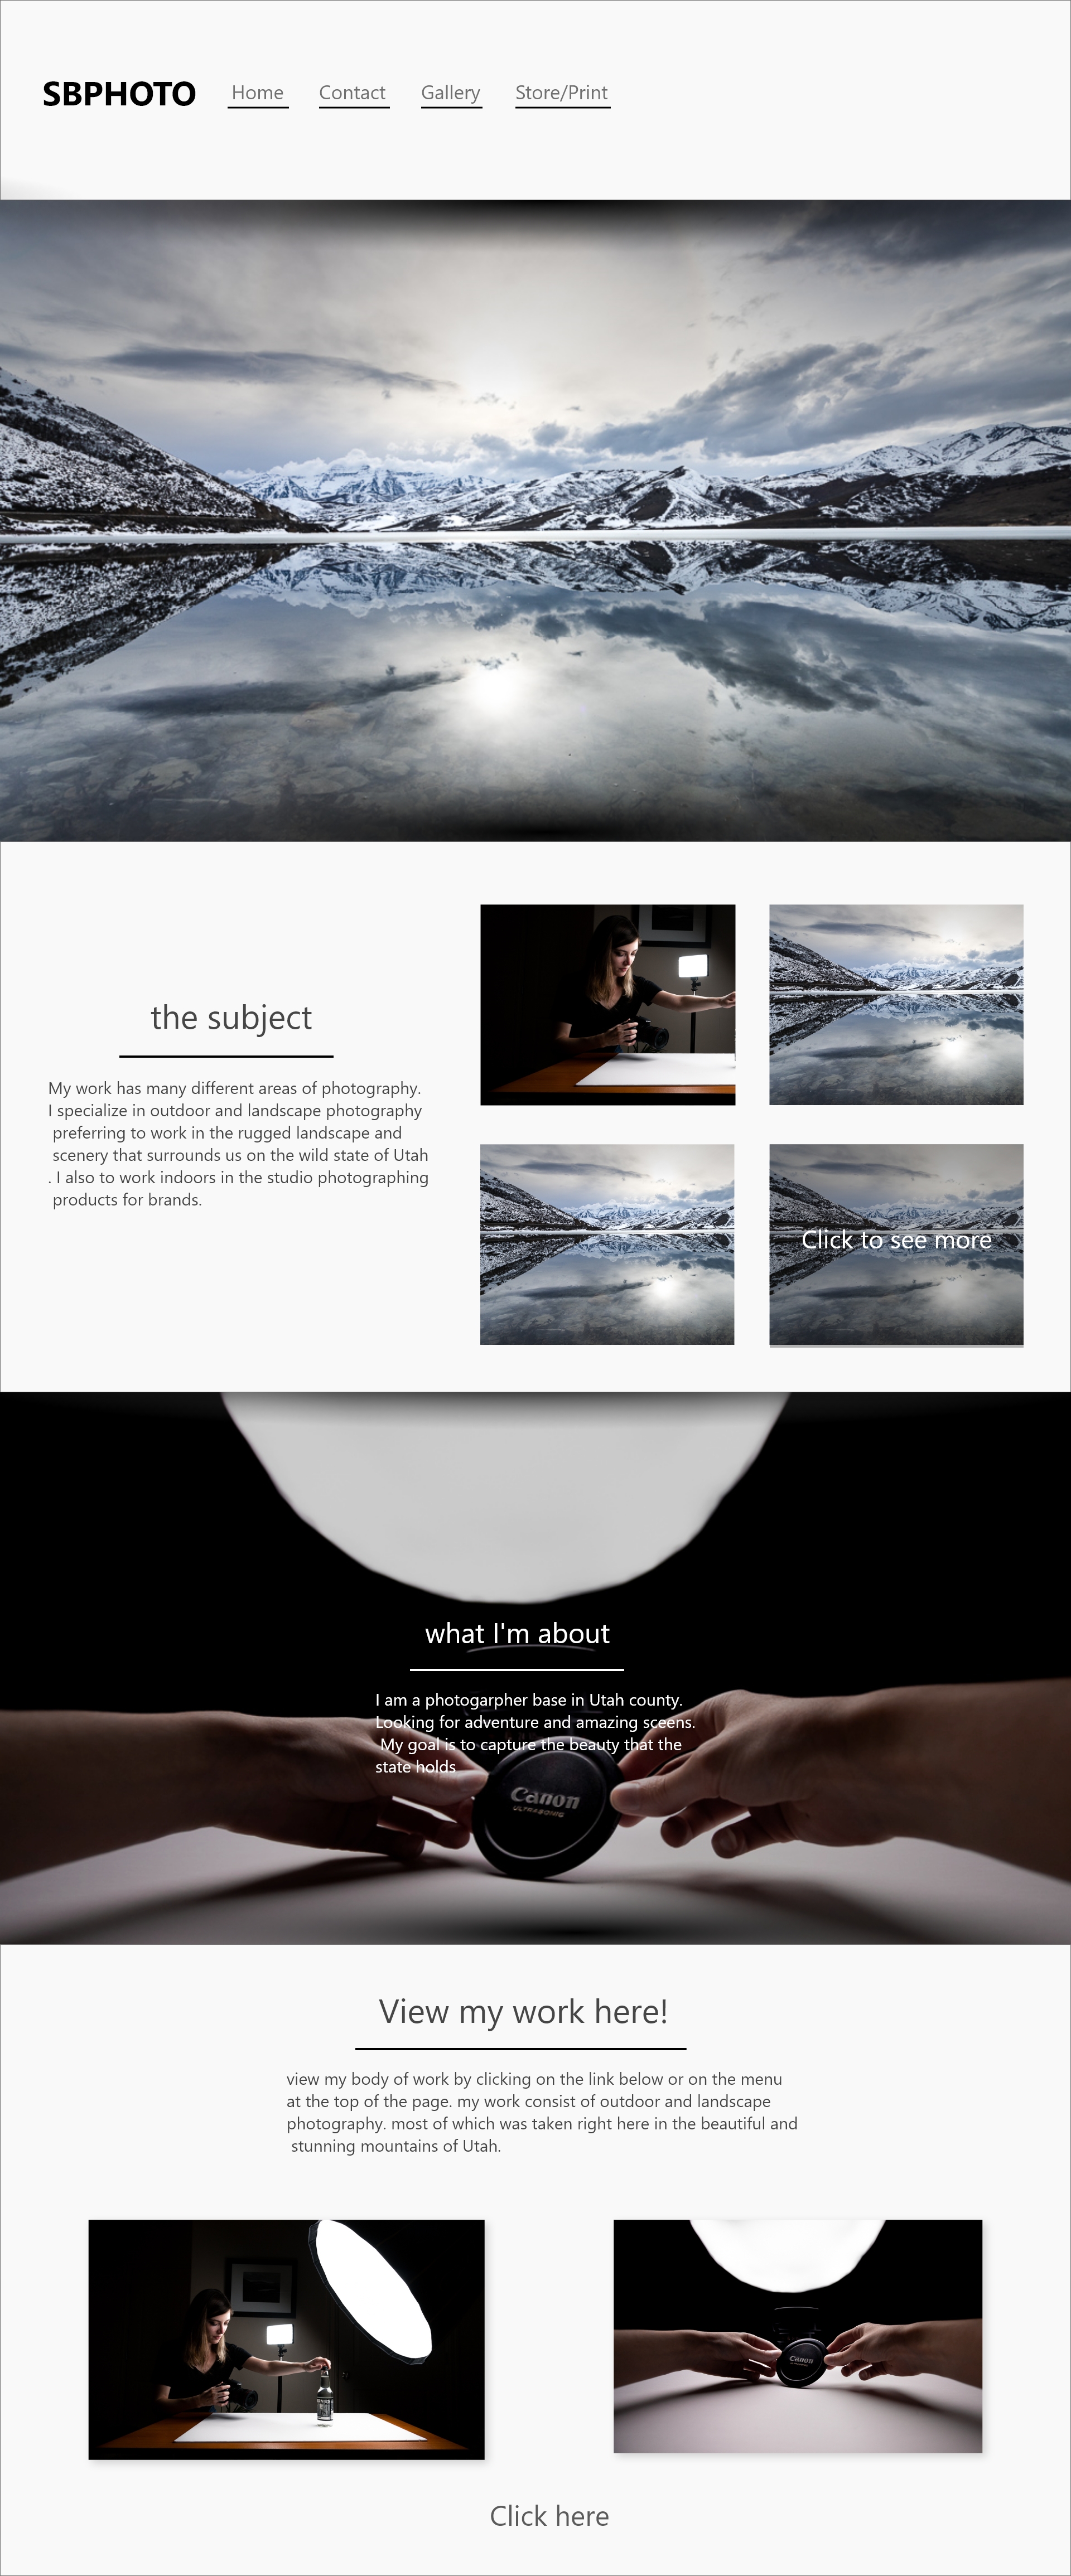 SBPHOTO Home Contact Gallery Store/Print
the subject
My work has many different areas of photography.
I specialize in outdoor and landscape photography
preferring to work in the rugged landscape and
scenery that surrounds us on the wild state of Utah
. I also to work indoors in the studio photographing
products for brands.
Click to see more
what I'm about
I am a photogarpher base in Utah county.
Looking for adventure and amazing sceens.
My goal is to capture the beauty that the
state holds
Canon
ULTRASONIC
View my work here!
view my body of work by clicking on the link below or on the menu
at the top of the page. my work consist of outdoor and landscape
photography. most of which was taken right here in the beautiful and
stunning mountains of Utah.
Canon
Click here